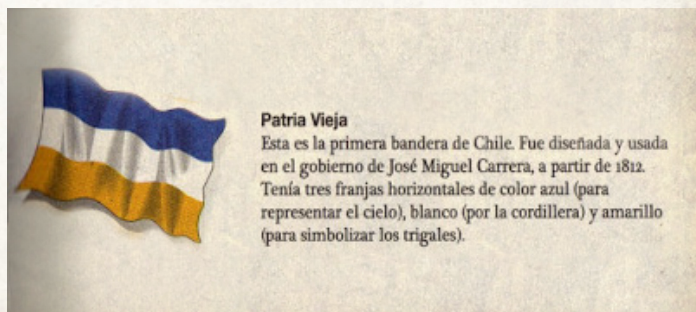 Patria Vieja
Esta es la primera bandera de Chile. Fue diseñada y usada
en el gobierno de José Miguel Carrera, a partir de 1812.
Tenía tres franjas horizontales de color azul (para
representar el cielo), blanco (por la cordillera) y amarillo
(para simbolizar los trigales).